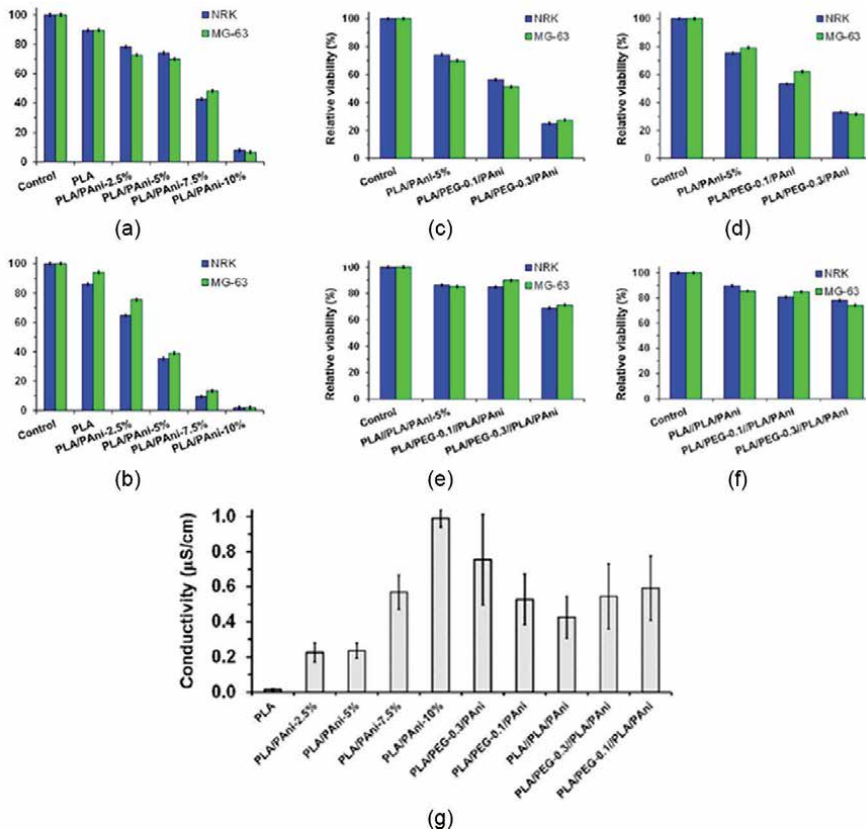 100
80
60
40
20
0
NRK
MG-63
Control
PLA
PLA/PAni-2.5%
PLA/PAni-5%
PLA/PAni-7.5%
PLA/PAni-10%
(a)
Relative viability (%)
100
80
60
40
20
0
NRK
MG-63
Control
PLA/PAni-5%
PLA/PEG-0.1/PAni
PLA/PEG-0.3/PAni
(c)
Relative viability (%)
100
80
60
40
20
0
NRK
MG-63
Control
PLA/PAni-5%
PLA/PEG-0.1/PAni
PLA/PEG-0.3/PAni
(d)
100
80
60
40
20
0
NRK
MG-63
Control
PLA
PLA/PAni-2.5%
PLA/PAni-5%
PLA/PAni-7.5%
PLA/PAni-10%
(b)
Relative viability (%)
100
80
60
40
20
0
NRK
MG-63
Control
PLA//PLA/PAni-5%
PLA/PEG-0.1//PLA/PAni
PLA/PEG-0.3//PLA/PAni
(e)
Relative viability (%)
100
80
60
40
20
0
NRK
MG-63
Control
PLA//PLA/PAni
PLA/PEG-0.1//PLA/PAni
PLA/PEG-0.3//PLA/PAni
(f)
Conductivity (µS/cm)
1.0
0.8
0.6
0.4
0.2
0.0
PLA
PLA/PAni-2.5%
PLA/PAni-5%
PLA/PAni-7.5%
PLA/PAni-10%
PLA/PEG-0.3/PAni
PLA/PEG-0.1/PAni
PLA//PLA/PAni
PLA/PEG-0.3//PLA/PAni
PLA/PEG-0.1//PLA/PAni
(g)